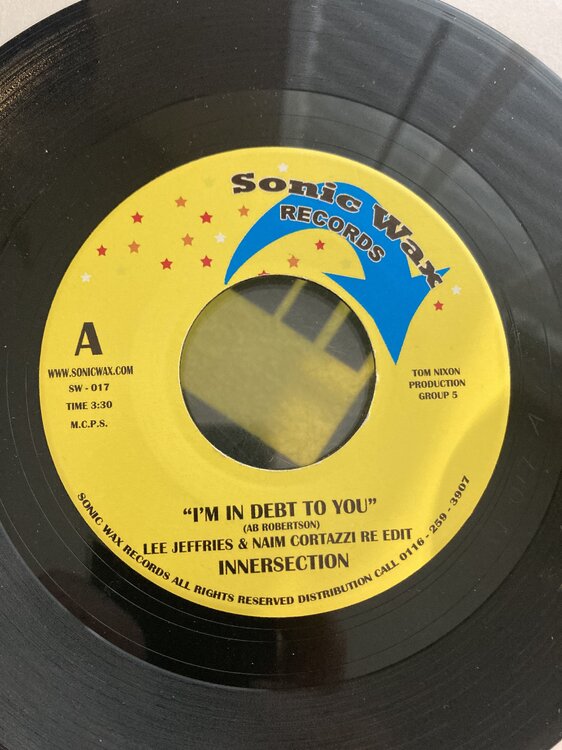 Sonic Wax
RECORDS
A
WWW.SONICWAX.COM
SW - 017
TIME 3:30
M.C.P.S.
TOM NIXON
PRODUCTION
GROUP 5
"I'M IN DEBT TO YOU"
(AB ROBERTSON)
LEE JEFFRIES & NAIM CORTAZZI RE EDIT
INNERSECTION
SONIC WAX RECORDS ALL RIGHTS RESERVED DISTRIBUTION CALL 0116 - 259 - 3907